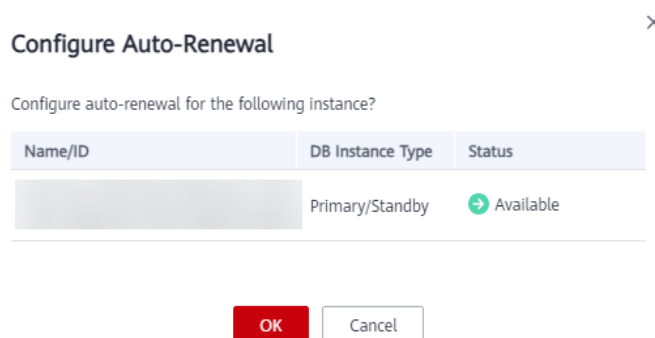 Configure Auto-Renewal
Configure auto-renewal for the following instance?
Name/ID DB Instance Type Status
Primary/Standby Available
OK Cancel